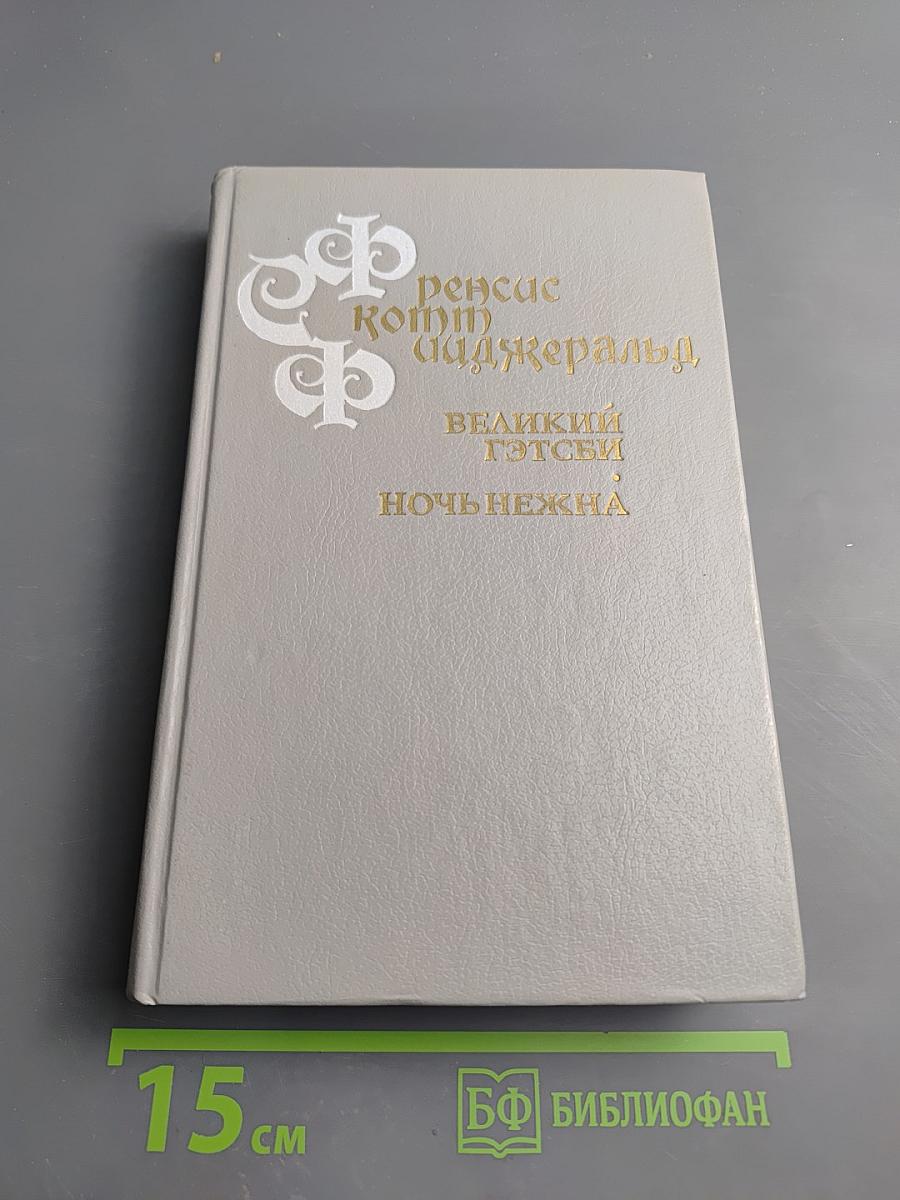 Френсис
Скотт
Фицджеральд
ВЕЛИКИЙ
ГЭТСБИ
•
НОЧЬ НЕЖНА
15 см
БФ БИБЛИОФАН